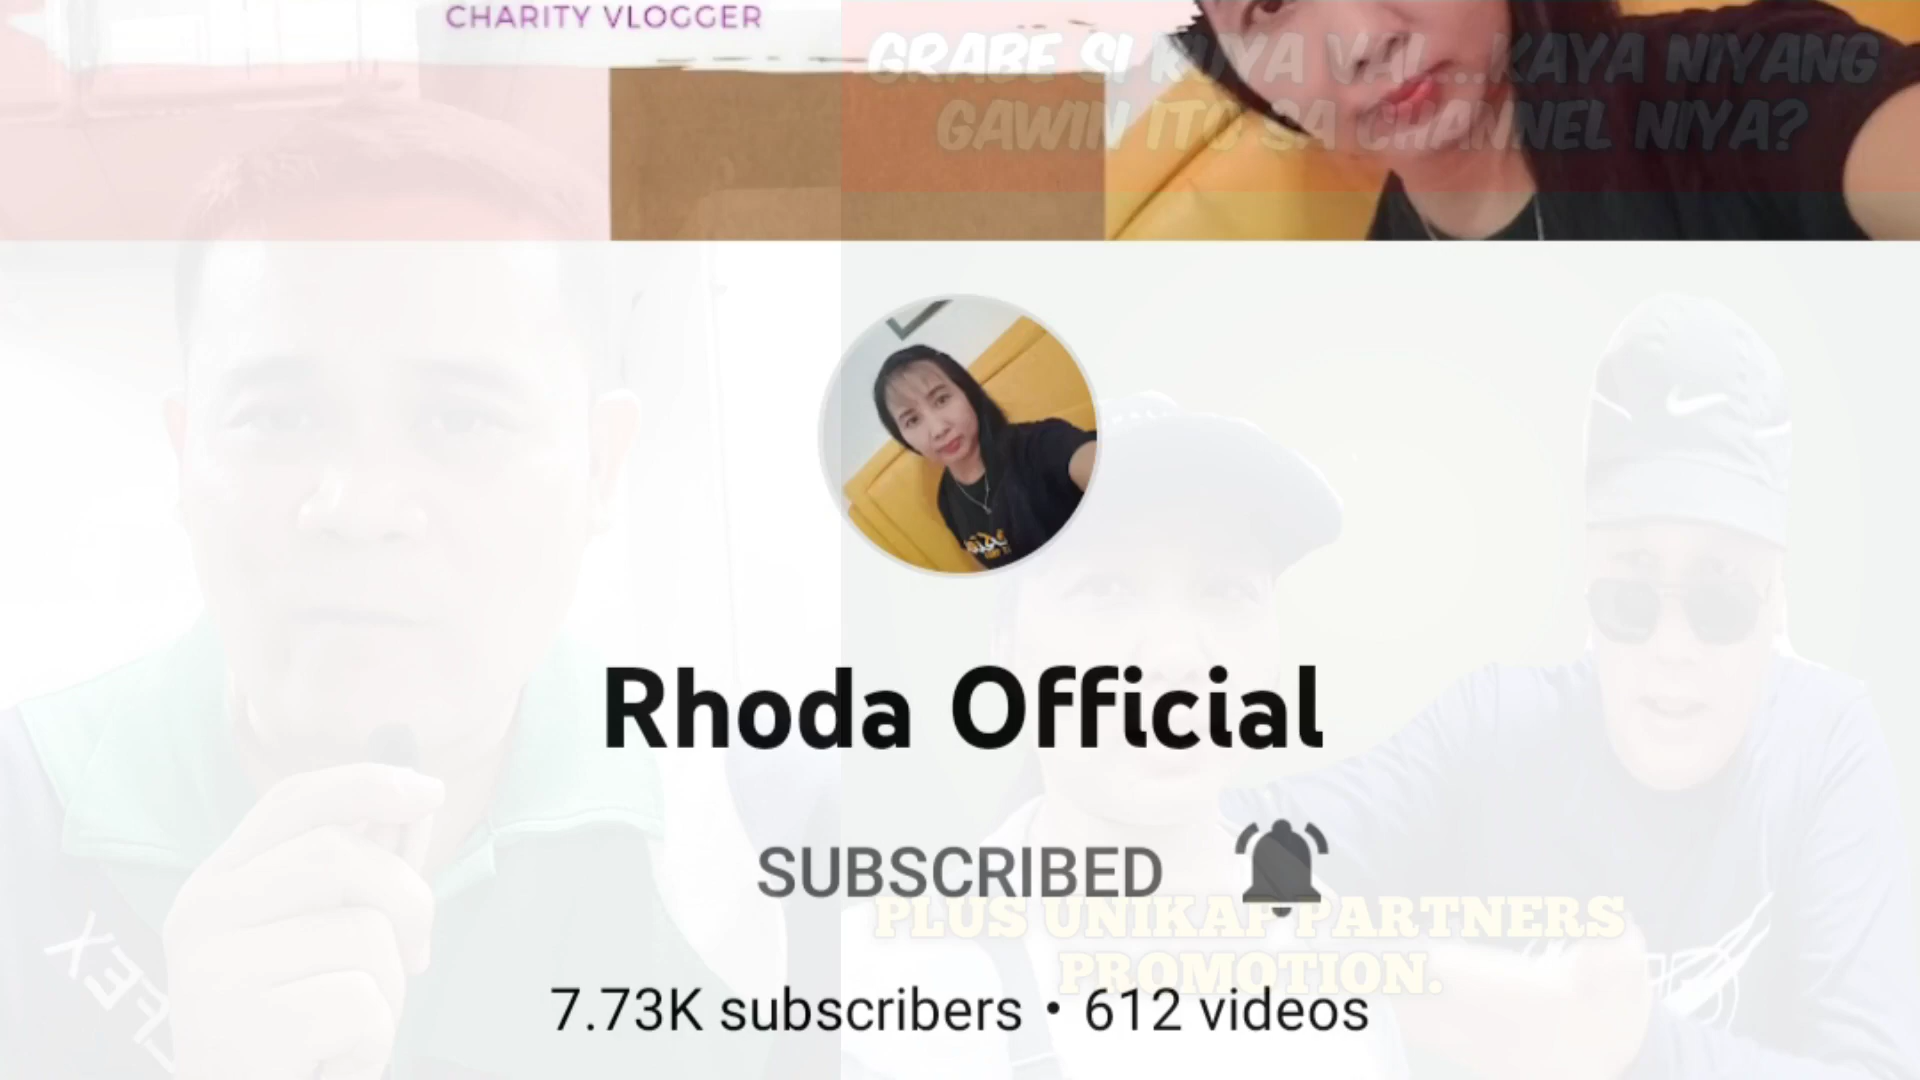 CHARITY VLOGGER
GRABE SI KUYA VAL...KAYA NIYANG
GAWIN ITO SA CHANNEL NIYA?
Rhoda Official
SUBSCRIBED
PLUS UNIKAF PARTNERS
PROMOTION.
7.73K subscribers • 612 videos